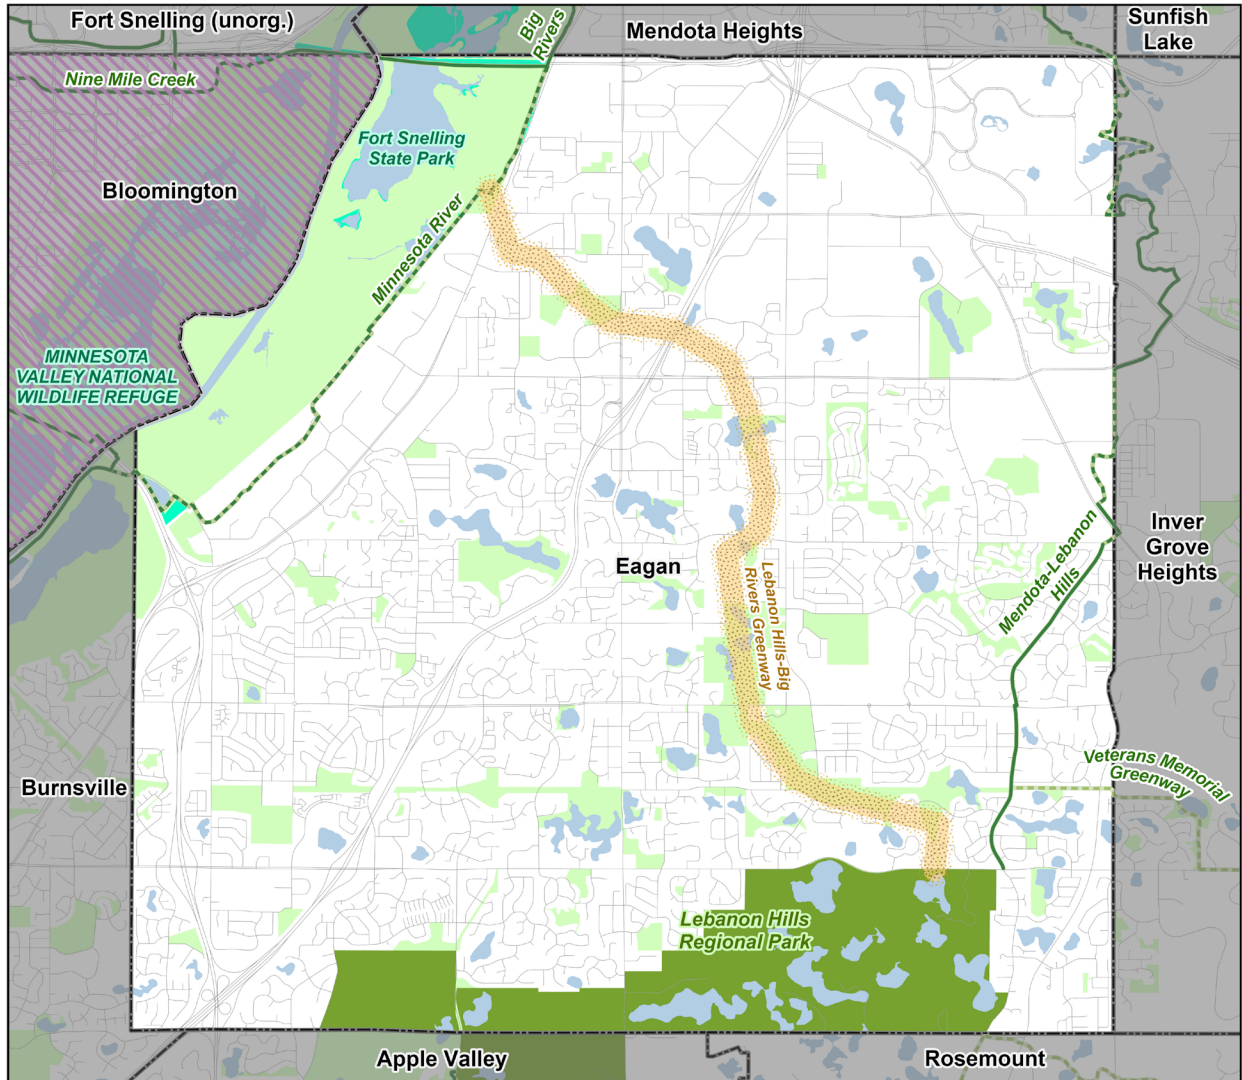 Fort Snelling (unorg.)
Big
Rivers
Mendota Heights
Sunfish
Lake
Nine Mile Creek
Fort Snelling
State Park
Bloomington
Minnesota River
MINNESOTA
VALLEY NATIONAL
WILDLIFE REFUGE
Eagan
Lebanon Hills-Big
Rivers Greenway
Mendota-Lebanon
Hills
Inver
Grove
Heights
Burnsville
Veterans Memorial
Greenway
Lebanon Hills
Regional Park
Apple Valley
Rosemount